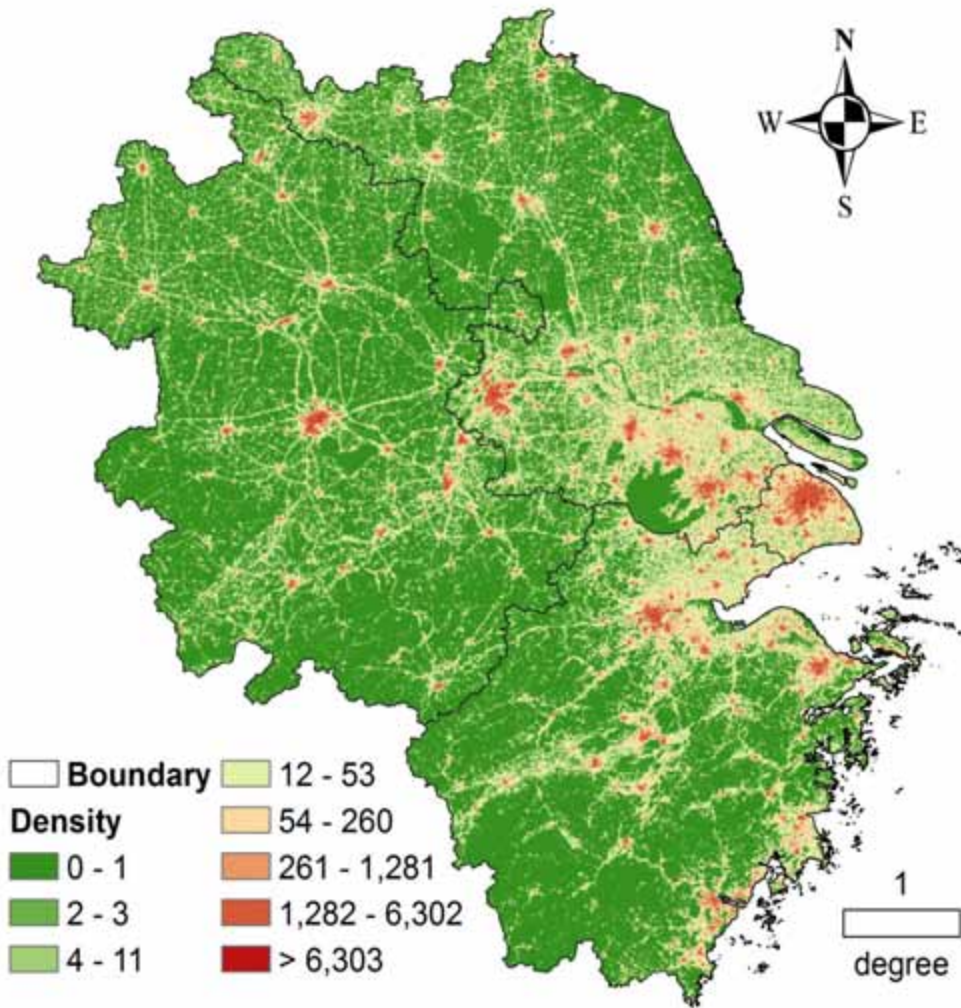 N
W E
S
Boundary
Density
0 - 1
2 - 3
4 - 11
12 - 53
54 - 260
261 - 1,281
1,282 - 6,302
> 6,303
1
degree